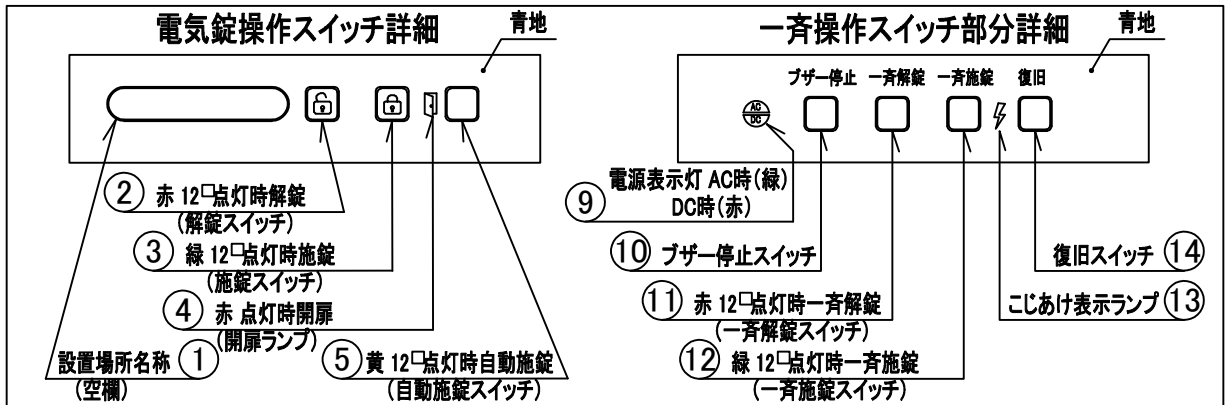 電気錠操作スイッチ詳細
青地
② 赤 12□点灯時解錠
(解錠スイッチ)
③ 緑 12□点灯時施錠
(施錠スイッチ)
④ 赤 点灯時開扉
(開扉ランプ)
設置場所名称 ①
(空欄)
⑤ 黄 12□点灯時自動施錠
(自動施錠スイッチ)
一斉操作スイッチ部分詳細
青地
ブザー停止 一斉解錠 一斉施錠 復旧
AC
DC
⑨ 電源表示灯 AC時(緑)
DC時(赤)
⑩ ブザー停止スイッチ
復旧スイッチ ⑭
⑪ 赤 12□点灯時一斉解錠
(一斉解錠スイッチ)
こじあけ表示ランプ ⑬
⑫ 緑 12□点灯時一斉施錠
(一斉施錠スイッチ)